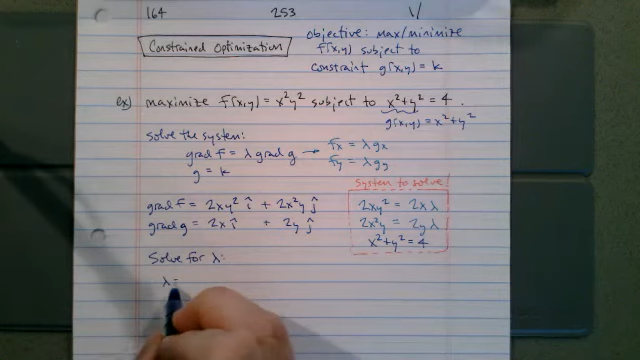 164 253 1/
Constrained Optimization
objective: max/minimize
f(x,y) subject to
constraint g(x,y) = k
ex) maximize f(x,y) = x²y² subject to x²+y² = 4.
g(x,y) = x²+y²
solve the system:
grad f = λ grad g → fx = λ gx
g = k fy = λ gy
grad f = 2xy² î + 2x²y ĵ
grad g = 2x î + 2y ĵ
system to solve
2xy² = 2x λ
2x²y = 2y λ
x²+y² = 4
Solve for λ:
λ =